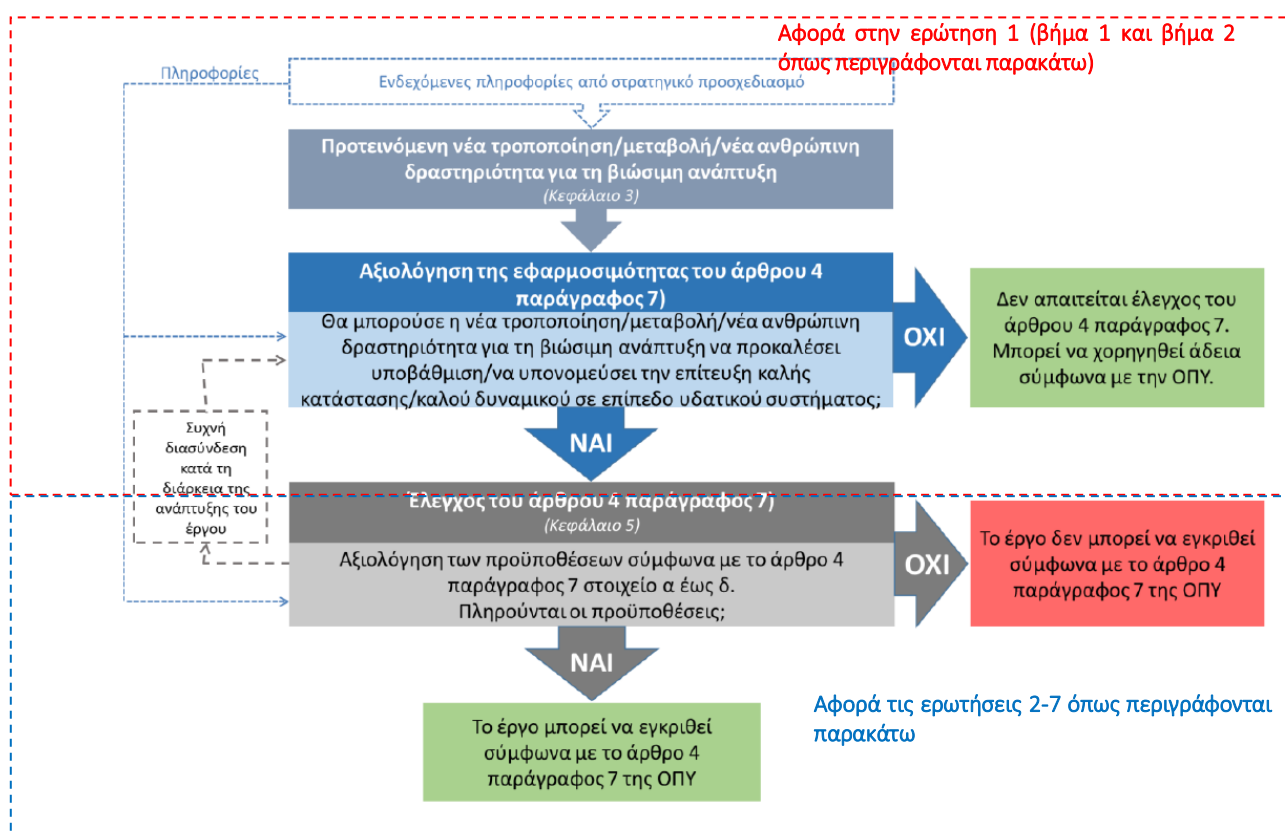 Αφορά στην ερώτηση 1 (βήμα 1 και βήμα 2
όπως περιγράφονται παρακάτω)
Πληροφορίες
Ενδεχόμενες πληροφορίες από στρατηγικό προσχεδιασμό
Προτεινόμενη νέα τροποποίηση/μεταβολή/νέα ανθρώπινη
δραστηριότητα για τη βιώσιμη ανάπτυξη
(Κεφάλαιο 3)
Αξιολόγηση της εφαρμοσιμότητας του άρθρου 4
παράγραφος 7)
Θα μπορούσε η νέα τροποποίηση/μεταβολή/νέα ανθρώπινη
δραστηριότητα για τη βιώσιμη ανάπτυξη να προκαλέσει
υποβάθμιση/να υπονομεύσει την επίτευξη καλής
κατάστασης/καλού δυναμικού σε επίπεδο υδατικού συστήματος;
ΟΧΙ
Δεν απαιτείται έλεγχος του
άρθρου 4 παράγραφος 7.
Μπορεί να χορηγηθεί άδεια
σύμφωνα με την ΟΠΥ.
ΝΑΙ
Συχνή
διασύνδεση
κατά τη
διάρκεια της
ανάπτυξης του
έργου
Έλεγχος του άρθρου 4 παράγραφος 7)
(Κεφάλαιο 5)
Αξιολόγηση των προϋποθέσεων σύμφωνα με το άρθρο 4
παράγραφος 7 στοιχείο α έως δ.
Πληρούνται οι προϋποθέσεις;
ΟΧΙ
Το έργο δεν μπορεί να εγκριθεί
σύμφωνα με το άρθρο 4
παράγραφος 7 της ΟΠΥ
ΝΑΙ
Το έργο μπορεί να εγκριθεί
σύμφωνα με το άρθρο 4
παράγραφος 7 της ΟΠΥ
Αφορά τις ερωτήσεις 2-7 όπως περιγράφονται
παρακάτω